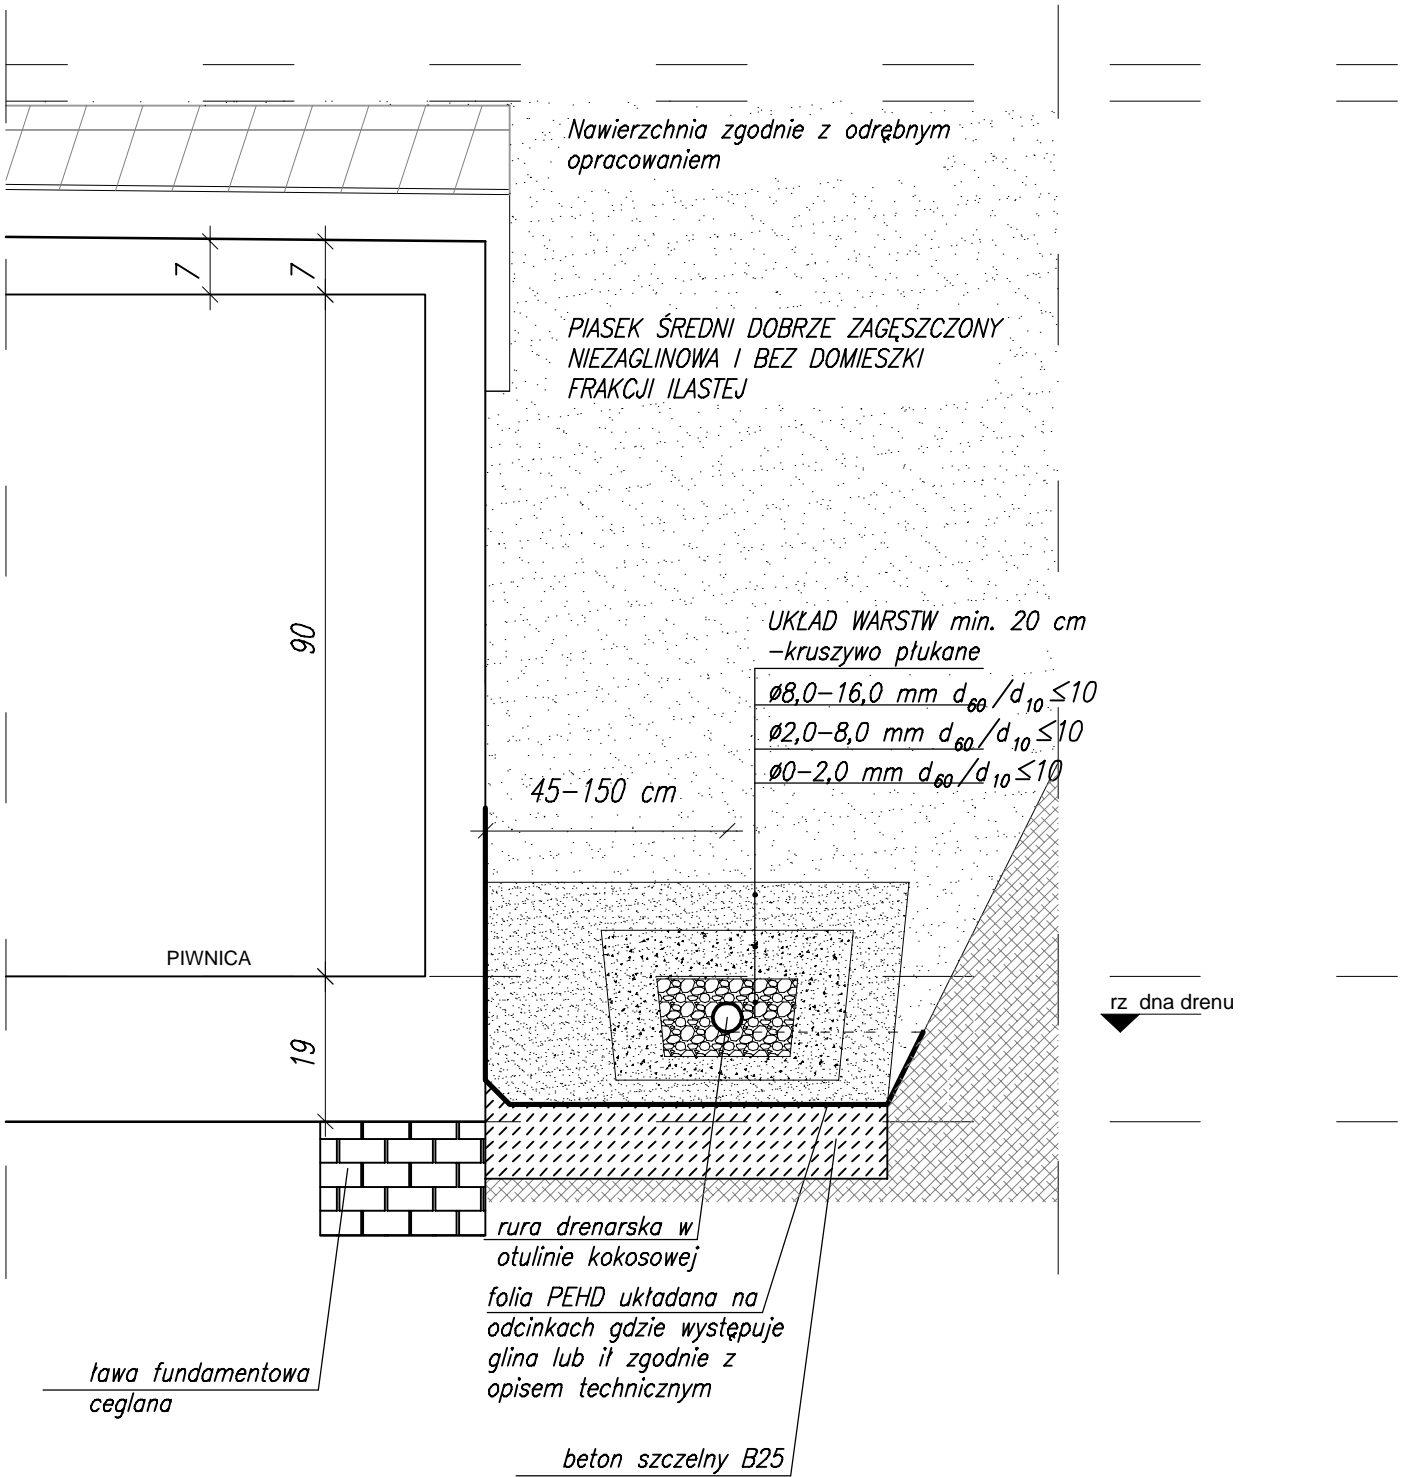 Nawierzchnia zgodnie z odrębnym
opracowaniem
7
7
PIASEK ŚREDNI DOBRZE ZAGĘSZCZONY
NIEZAGLINOWA I BEZ DOMIESZKI
FRAKCJI ILASTEJ
90
UKŁAD WARSTW min. 20 cm
-kruszywo płukane
ø8,0-16,0 mm d60/d10≤10
ø2,0-8,0 mm d60/d10≤10
ø0-2,0 mm d60/d10≤10
45-150 cm
PIWNICA
rz dna drenu
19
rura drenarska w
otulinie kokosowej
folia PEHD układana na
odcinkach gdzie występuje
glina lub ił zgodnie z
opisem technicznym
ława fundamentowa
ceglana
beton szczelny B25